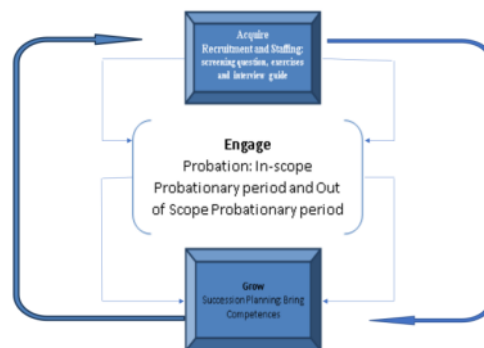 Acquire
Recruitment and Staffing:
screening question, exercises
and interview guide
Engage
Probation: In-scope
Probationary period and Out
of Scope Probationary period
Grow
Succession Planning Bring
Competences